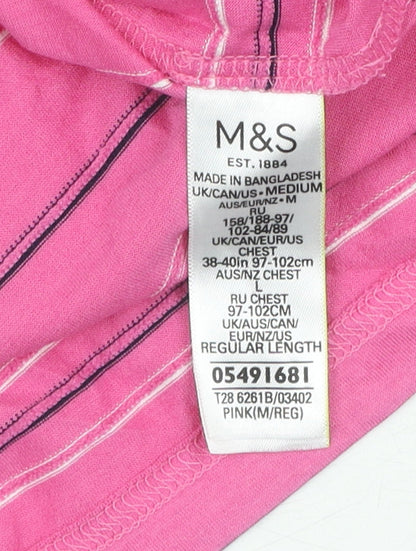 M&S
EST. 1884
MADE IN BANGLADESH
UK/CAN/US • MEDIUM
AUS/EUR/NZ • M
RU
158/188-97/
102-84/89
UK/CAN/EUR/US
CHEST
38-40in 97-102cm
AUS/NZ CHEST
L
RU CHEST
97-102CM
UK/AUS/CAN/
EUR/NZ/US
REGULAR LENGTH
05491681
T28 6261B/03402
PINK(M/REG)